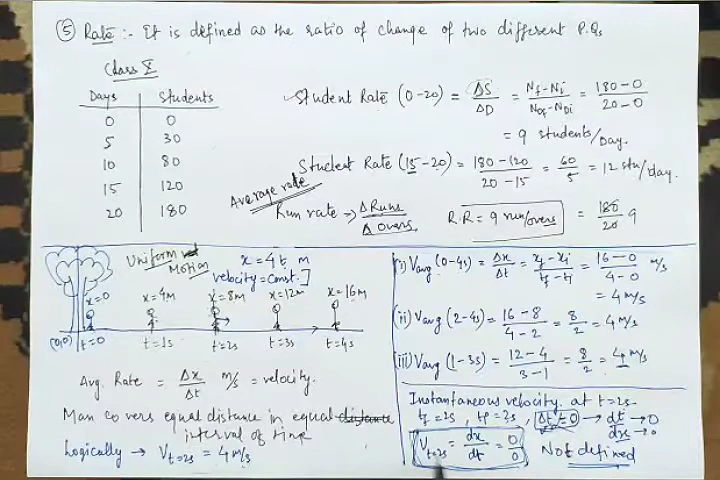 ⑤ Rate :- It is defined as the ratio of change of two different P.Qs
Class X
Days Students
0 0
5 30
10 80
15 120
20 180
Student Rate (0-20) = ΔS/ΔD = (Nf-Ni)/(NDf-NDi) = (180-0)/(20-0)
= 9 students/Day.
Student Rate (15-20) = (180-120)/(20-15) = 60/5 = 12 stu/day.
Average rate
Run rate → ΔRuns/ΔOvers
R.R = 9 run/overs = 180/20 9
Uniform Motion
x = 4t m
velocity = const.]
x=0 x=4m x=8m x=12m x=16m
(0,0) t=0 t=1s t=2s t=3s t=4s
Avg. Rate = Δx/Δt m/s = velocity.
Man covers equal distance in equal
interval of time
Logically → V t=2s = 4 m/s
(i) Vavg (0-4s) = Δx/Δt = (xf-xi)/(tf-ti) = (16-0)/(4-0) m/s
= 4 m/s
(ii) Vavg (2-4s) = (16-8)/(4-2) = 8/2 = 4 m/s
(iii) Vavg (1-3s) = (12-4)/(3-1) = 8/2 = 4 m/s
Instantaneous velocity at t=2s.
=2s, =2s, → dt → 0
dx → 0
V t=2s = dx/dt = 0/0 Not defined